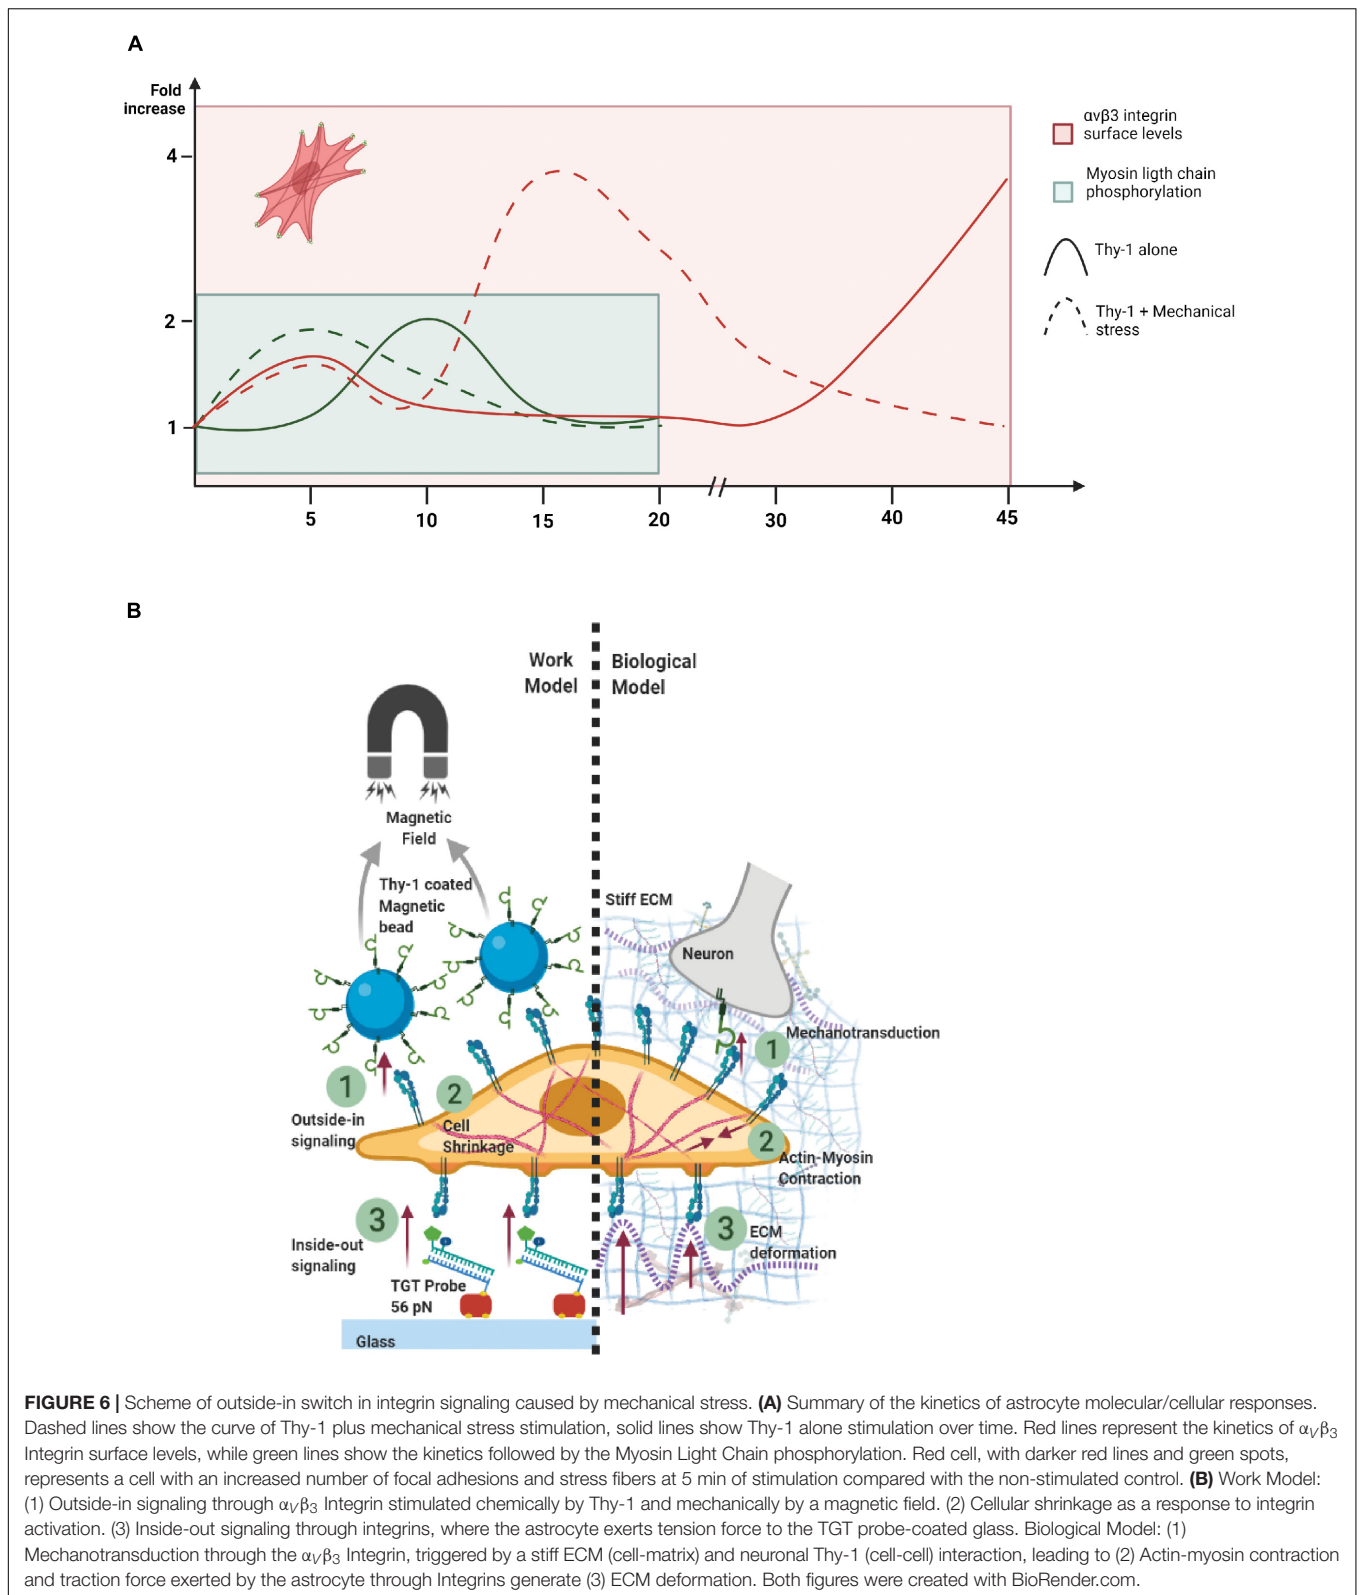 A
Fold
increase
4
2
1
5
10
15
20
30
40
45
αvβ3 integrin
surface levels
Myosin ligth chain
phosphorylation
Thy-1 alone
Thy-1 + Mechanical
stress
B
Work
Model
Biological
Model
Magnetic
Field
Thy-1 coated
Magnetic
bead
Stiff ECM
Neuron
Mechanotransduction
1
1
Outside-in
signaling
2
Cell
Shrinkage
2
Actin-Myosin
Contraction
3
Inside-out
signaling
3
ECM
deformation
TGT Probe
56 pN
Glass
FIGURE 6 | Scheme of outside-in switch in integrin signaling caused by mechanical stress. (A) Summary of the kinetics of astrocyte molecular/cellular responses.
Dashed lines show the curve of Thy-1 plus mechanical stress stimulation, solid lines show Thy-1 alone stimulation over time. Red lines represent the kinetics of αVβ3
Integrin surface levels, while green lines show the kinetics followed by the Myosin Light Chain phosphorylation. Red cell, with darker red lines and green spots,
represents a cell with an increased number of focal adhesions and stress fibers at 5 min of stimulation compared with the non-stimulated control. (B) Work Model:
(1) Outside-in signaling through αVβ3 Integrin stimulated chemically by Thy-1 and mechanically by a magnetic field. (2) Cellular shrinkage as a response to integrin
activation. (3) Inside-out signaling through integrins, where the astrocyte exerts tension force to the TGT probe-coated glass. Biological Model: (1)
Mechanotransduction through the αVβ3 Integrin, triggered by a stiff ECM (cell-matrix) and neuronal Thy-1 (cell-cell) interaction, leading to (2) Actin-myosin contraction
and traction force exerted by the astrocyte through Integrins generate (3) ECM deformation. Both figures were created with BioRender.com.